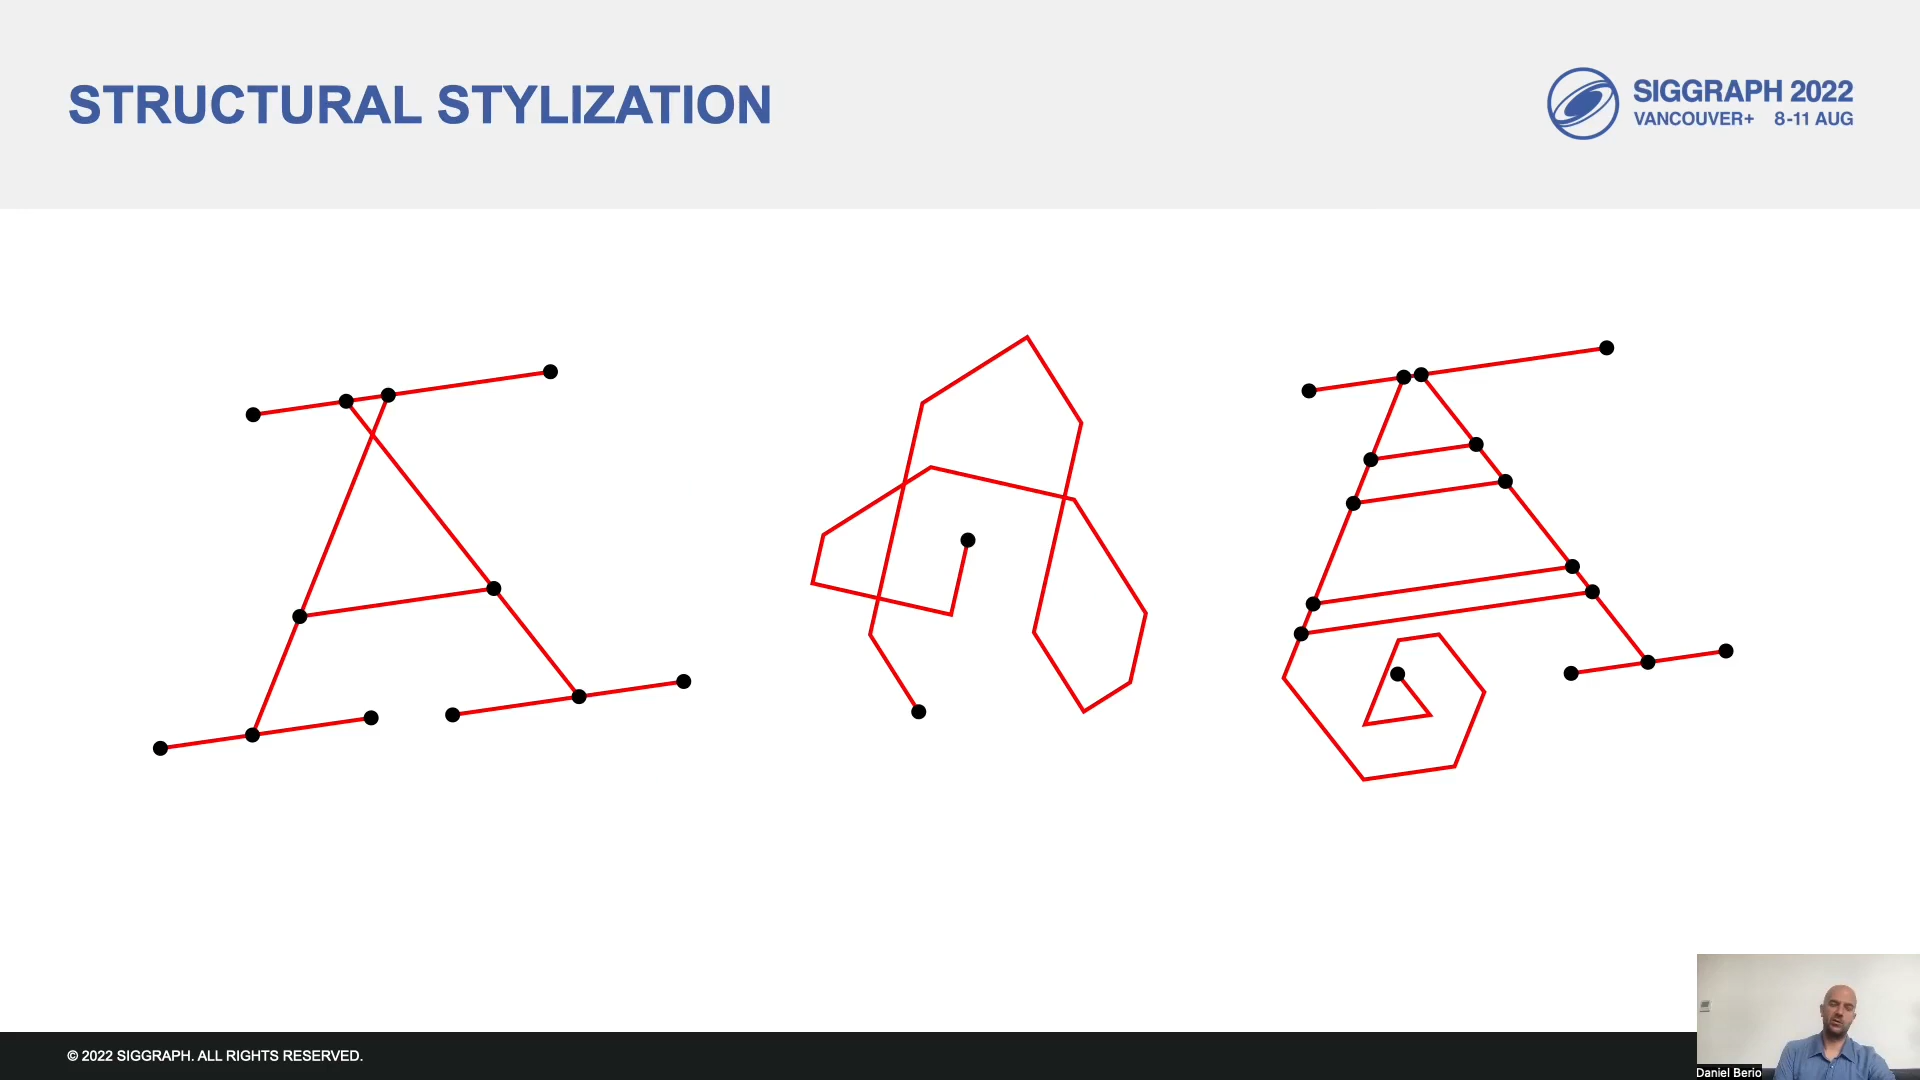 STRUCTURAL STYLIZATION
SIGGRAPH 2022
VANCOUVER+ 8-11 AUG
© 2022 SIGGRAPH. ALL RIGHTS RESERVED.
Daniel Berio